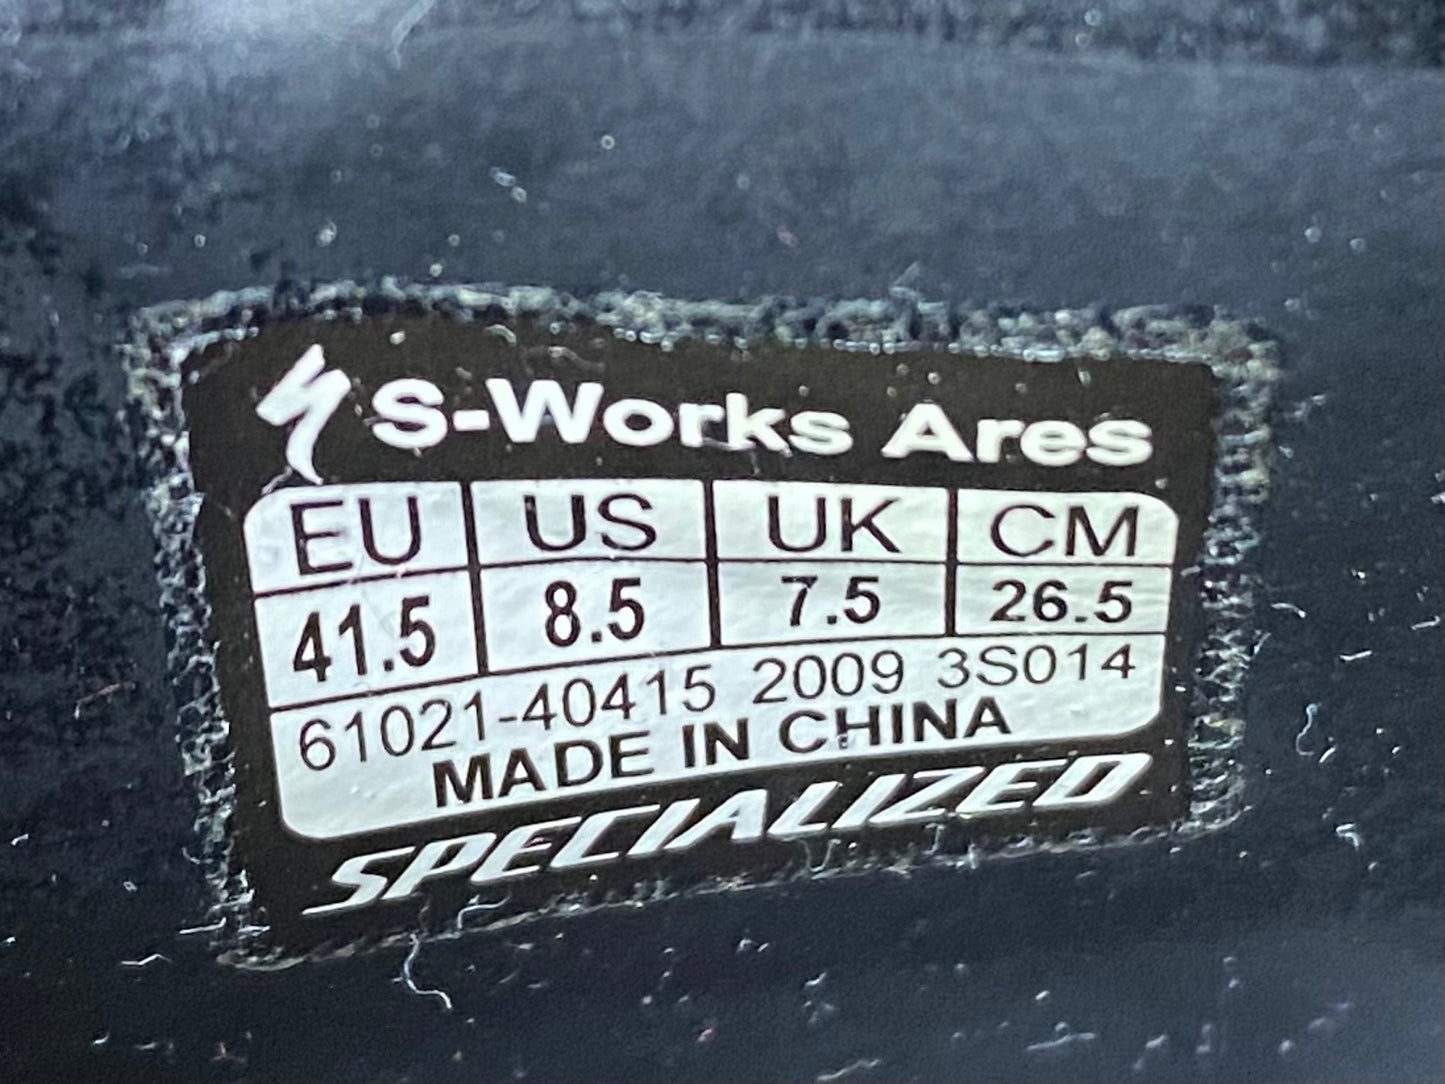 S-Works Ares
EU US UK CM
41.5 8.5 7.5 26.5
61021-40415 2009 3S014
MADE IN CHINA
SPECIALIZED